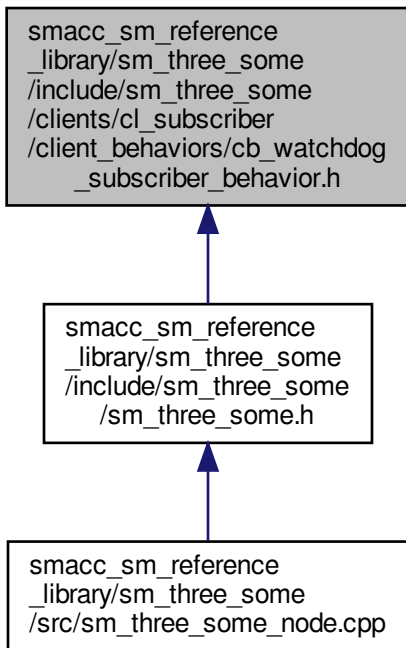 smacc_sm_reference
_library/sm_three_some
/include/sm_three_some
/clients/cl_subscriber
/client_behaviors/cb_watchdog
_subscriber_behavior.h
smacc_sm_reference
_library/sm_three_some
/include/sm_three_some
/sm_three_some.h
smacc_sm_reference
_library/sm_three_some
/src/sm_three_some_node.cpp